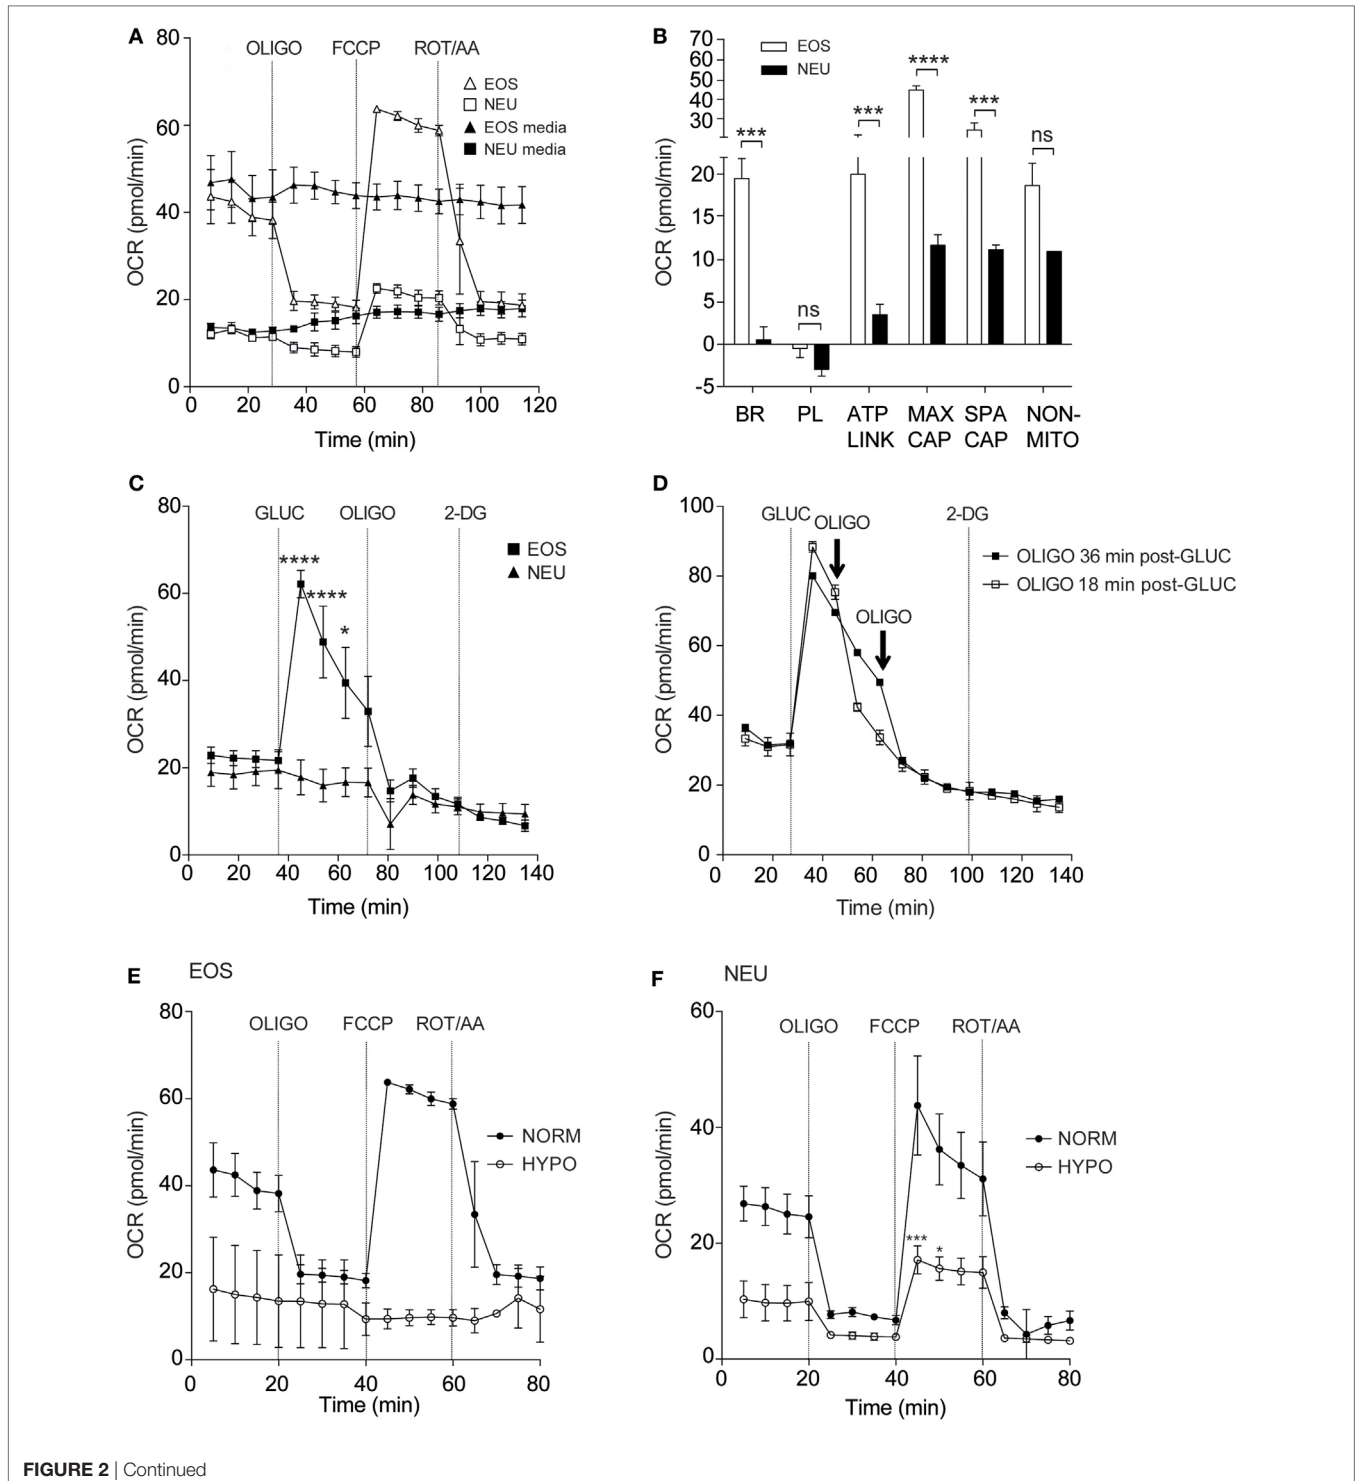 A
OLIGO FCCP ROT/AA
EOS
NEU
EOS media
NEU media
OCR (pmol/min)
80
60
40
20
0
0 20 40 60 80 100 120
Time (min)
B
EOS
NEU
OCR (pmol/min)
70
60
50
40
30
20
15
10
5
0
-5
*** ns *** **** *** ns
BR PL ATP MAX SPA NON-
LINK CAP CAP MITO
C
GLUC OLIGO 2-DG
EOS
NEU
****
****
*
OCR (pmol/min)
80
60
40
20
0
0 20 40 60 80 100 120 140
Time (min)
D
GLUC OLIGO 2-DG
OLIGO
OLIGO 36 min post-GLUC
OLIGO 18 min post-GLUC
OCR (pmol/min)
100
80
60
40
20
0
0 20 40 60 80 100 120 140
Time (min)
E EOS
OLIGO FCCP ROT/AA
NORM
HYPO
OCR (pmol/min)
80
60
40
20
0
0 20 40 60 80
Time (min)
F NEU
OLIGO FCCP ROT/AA
NORM
HYPO
*** *
OCR (pmol/min)
60
40
20
0
0 20 40 60 80
Time (min)
FIGURE 2 | Continued